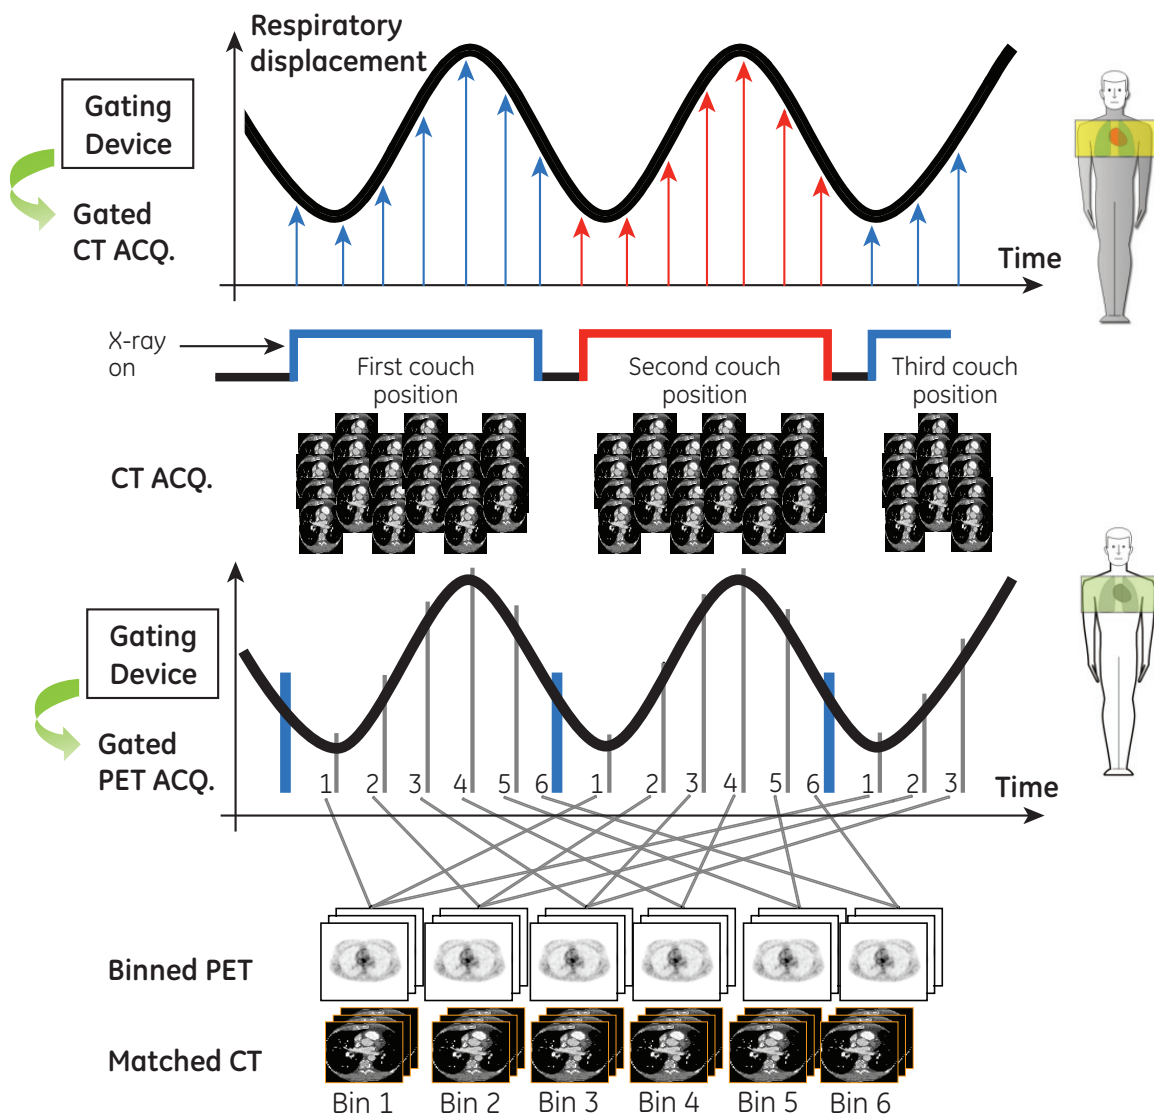 Respiratory
displacement
Gating
Device
Gated
CT ACQ.
Time
X-ray
on
First couch
position
Second couch
position
Third couch
position
CT ACQ.
Gating
Device
Gated
PET ACQ.
1 2 3 4 5 6 1 2 3 4 5 6 1 2 3
Time
Binned PET
Matched CT
Bin 1 Bin 2 Bin 3 Bin 4 Bin 5 Bin 6